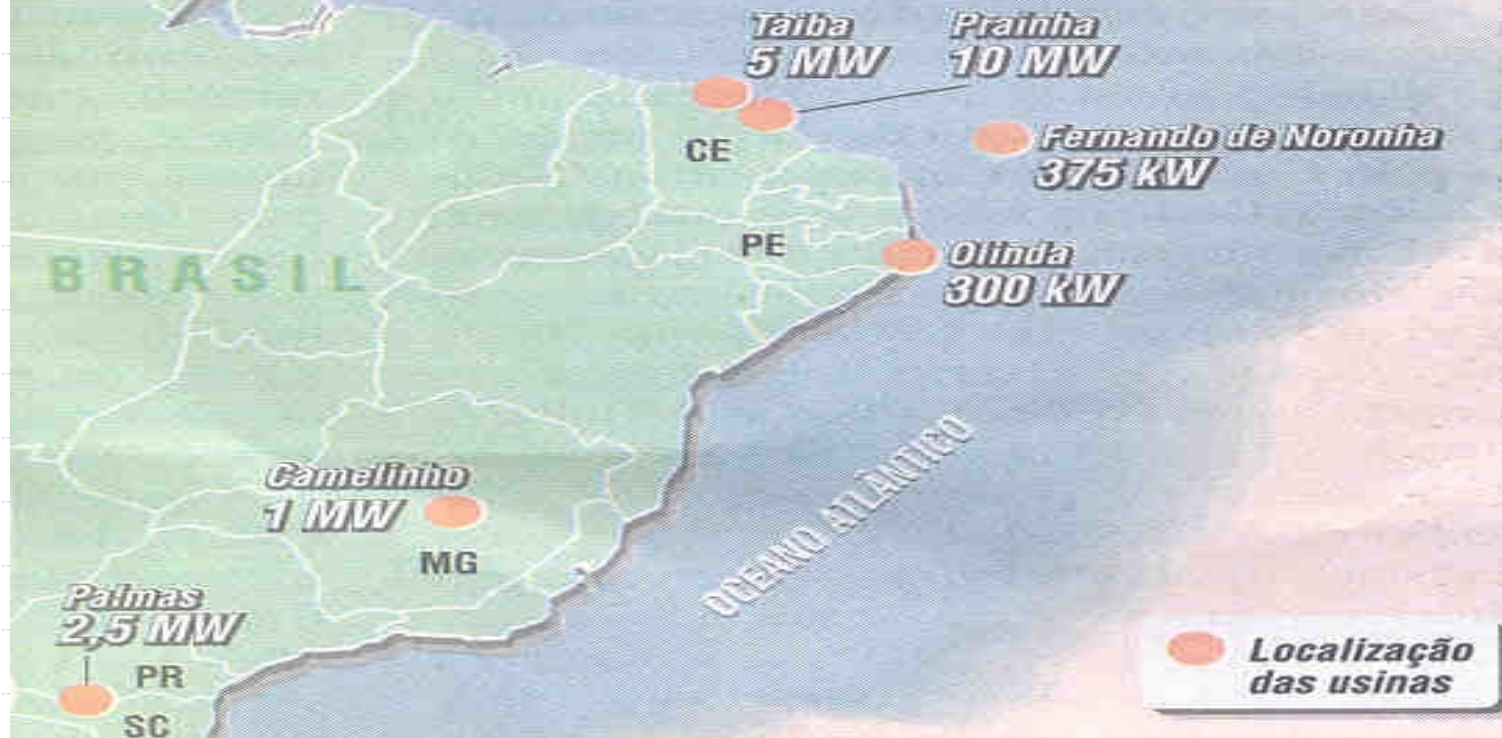 Taíba
5 MW
Prainha
10 MW
CE
Fernando de Noronha
375 kW
PE
Olinda
300 kW
BRASIL
OCEANO ATLÂNTICO
Camelinho
1 MW
MG
Palmas
2,5 MW
PR
SC
Localização
das usinas